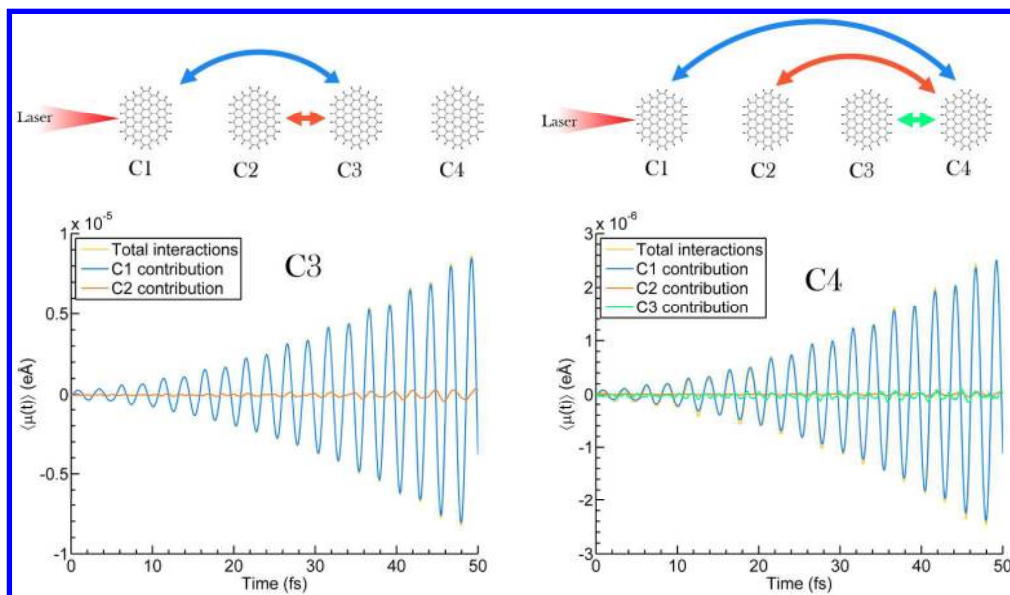 Laser
C1
C2
C3
C4
Laser
C1
C2
C3
C4
x 10-5
1
0.5
0
-0.5
-1
⟨μ(t)⟩ (eÅ)
Total interactions
C1 contribution
C2 contribution
C3
0
10
20
30
40
50
Time (fs)
x 10-6
3
2
1
0
-1
-2
-3
⟨μ(t)⟩ (eÅ)
Total interactions
C1 contribution
C2 contribution
C3 contribution
C4
0
10
20
30
40
50
Time (fs)